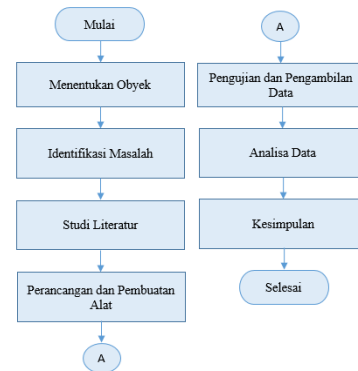 Mulai
Menentukan Obyek
Identifikasi Masalah
Studi Literatur
Perancangan dan Pembuatan
Alat
A
A
Pengujian dan Pengambilan
Data
Analisa Data
Kesimpulan
Selesai